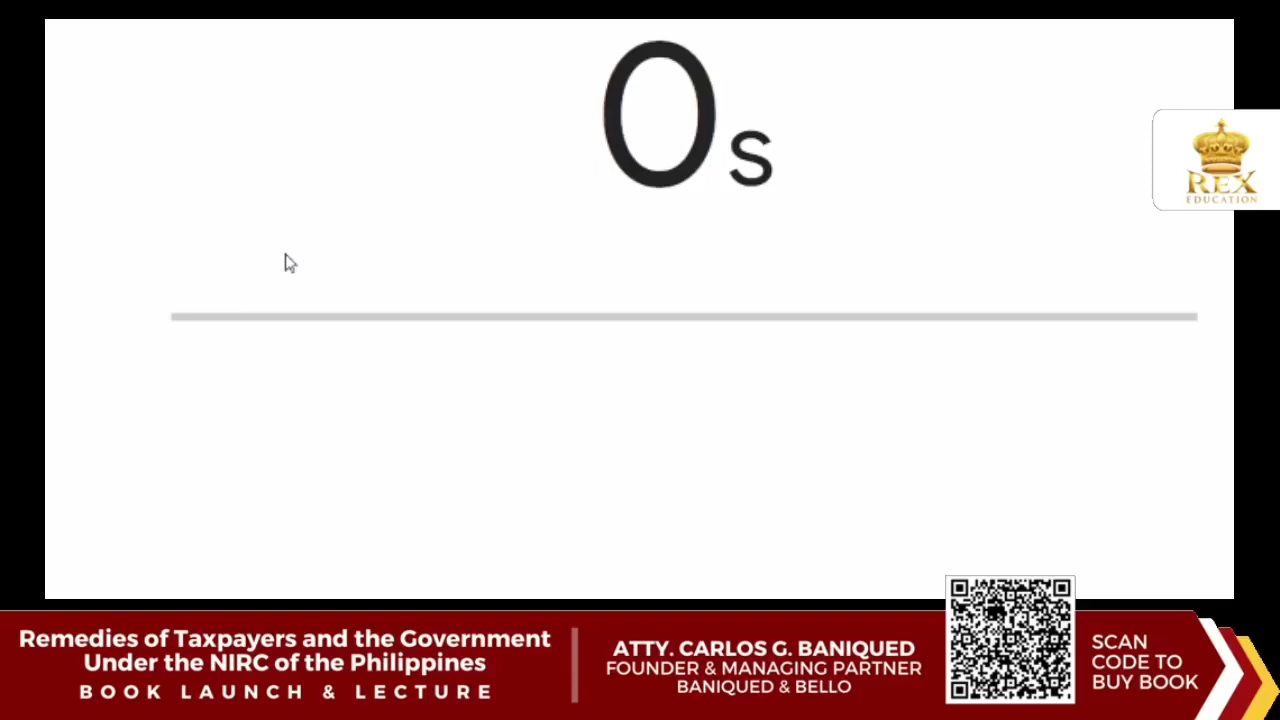 0s
REX
EDUCATION
Remedies of Taxpayers and the Government
Under the NIRC of the Philippines
BOOK LAUNCH & LECTURE
ATTY. CARLOS G. BANIQUED
FOUNDER & MANAGING PARTNER
BANIQUED & BELLO
SCAN
CODE TO
BUY BOOK